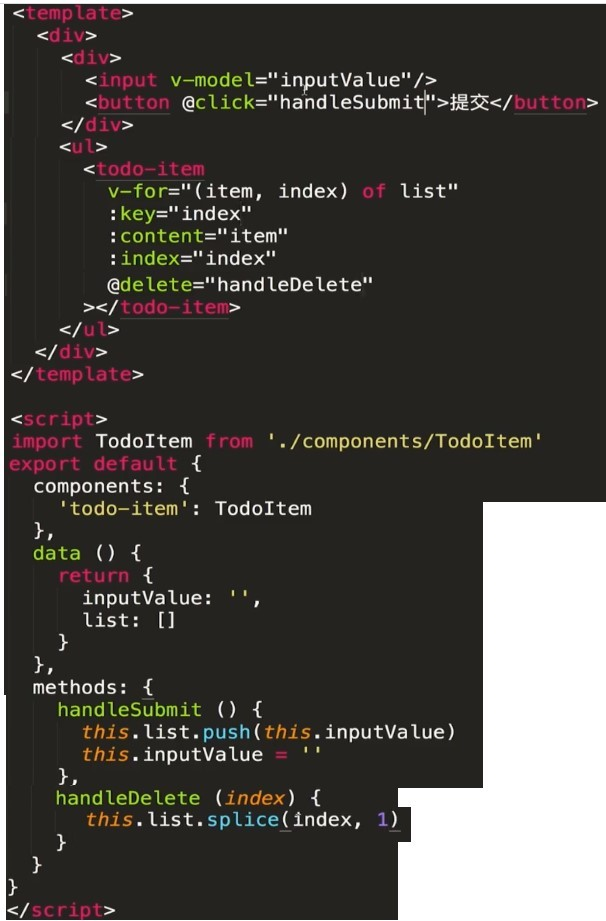 <template>
  <div>
    <div>
      <input v-model="inputValue"/>
      <button @click="handleSubmit">提交</button>
    </div>
    <ul>
      <todo-item
        v-for="(item, index) of list"
        :key="index"
        :content="item"
        :index="index"
        @delete="handleDelete"
      ></todo-item>
    </ul>
  </div>
</template>

<script>
import TodoItem from './components/TodoItem'
export default {
  components: {
    'todo-item': TodoItem
  },
  data () {
    return {
      inputValue: '',
      list: []
    }
  },
  methods: {
    handleSubmit () {
      this.list.push(this.inputValue)
      this.inputValue = ''
    },
    handleDelete (index) {
      this.list.splice(index, 1)
    }
  }
}
</script>